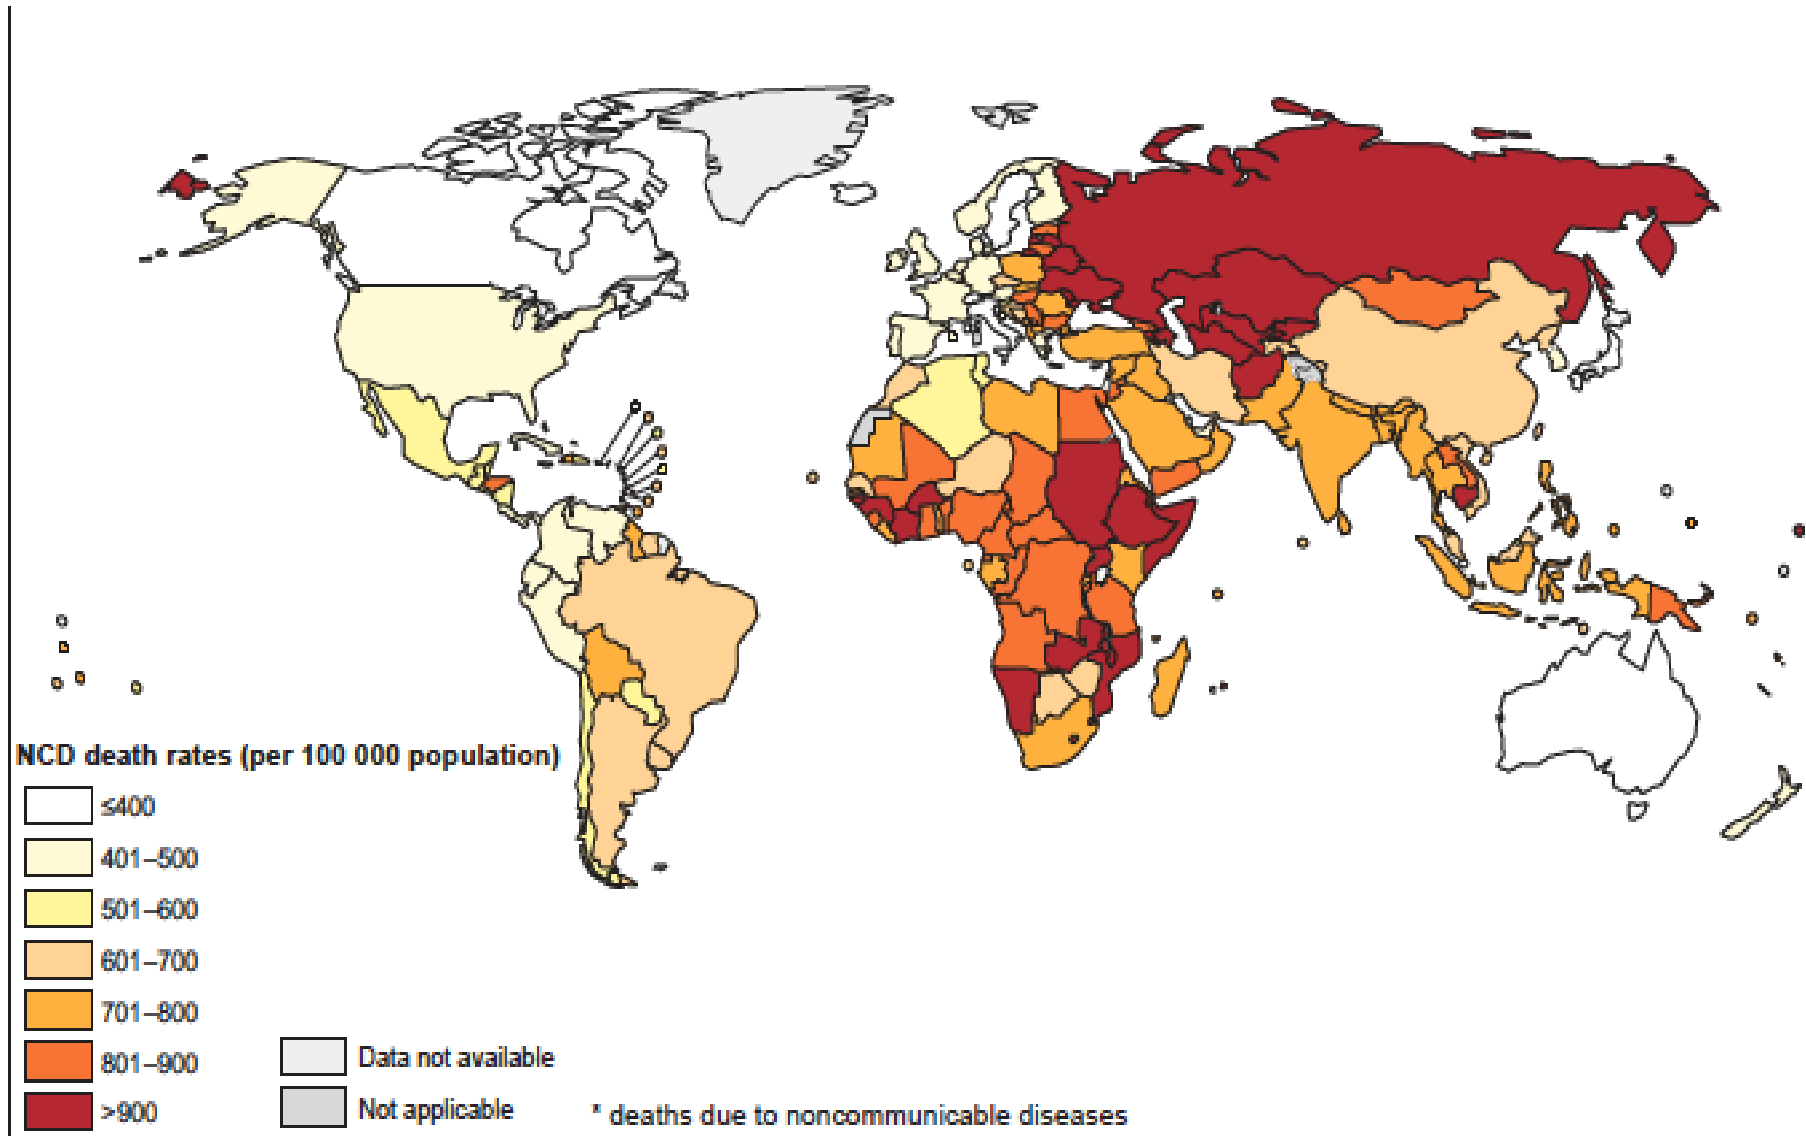 NCD death rates (per 100 000 population)
≤400
401–500
501–600
601–700
701–800
801–900
>900
Data not available
Not applicable
* deaths due to noncommunicable diseases